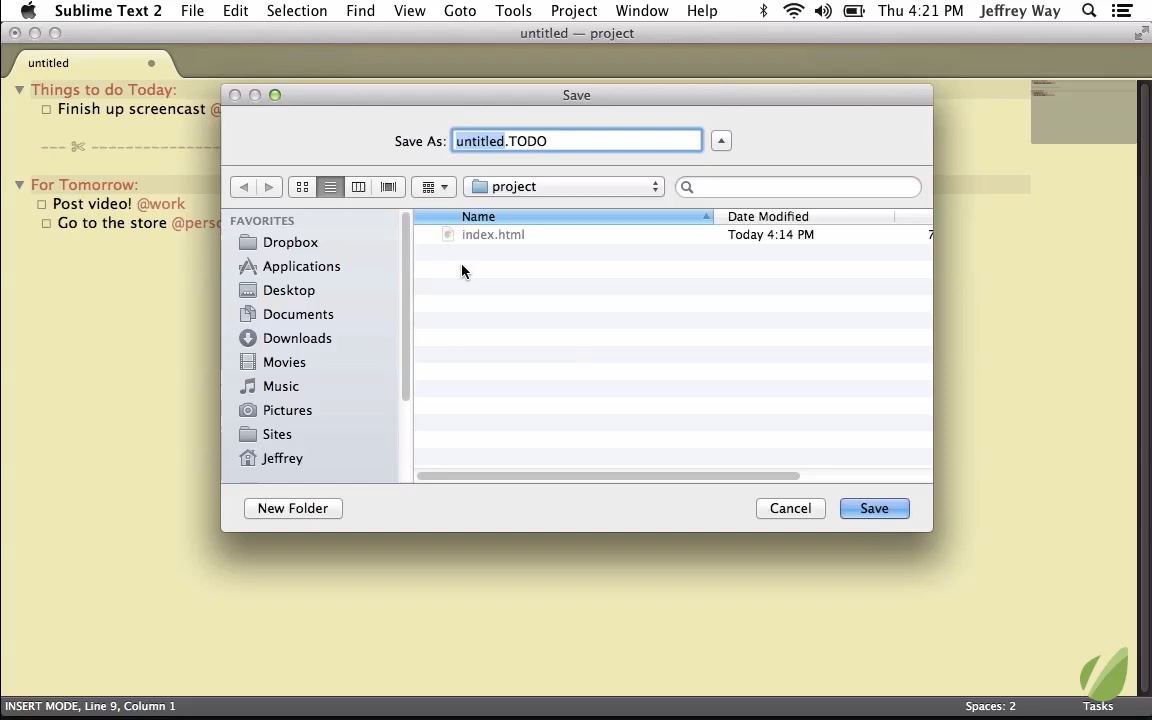 Sublime Text 2 File Edit Selection Find View Goto Tools Project Window Help Thu 4:21 PM Jeffrey Way
untitled — project
untitled
Things to do Today:
Finish up screencast @
For Tomorrow:
Post video! @work
Go to the store @perso
Save
Save As: untitled.TODO
project
FAVORITES
Dropbox
Applications
Desktop
Documents
Downloads
Movies
Music
Pictures
Sites
Jeffrey
Name Date Modified
index.html Today 4:14 PM 7
New Folder Cancel Save
INSERT MODE, Line 9, Column 1 Spaces: 2 Tasks